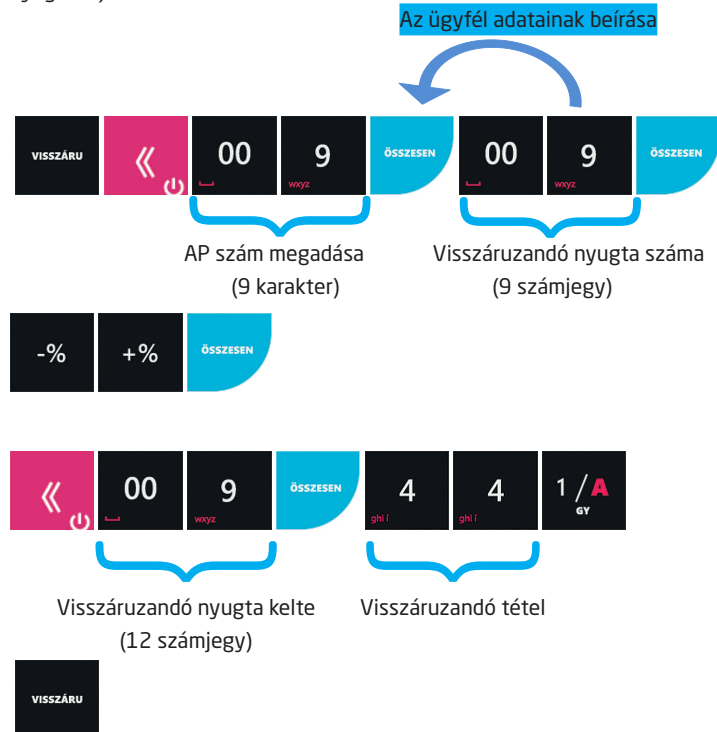 Az ügyfél adatainak beírása
VISSZÁRU « 00 9 wxyz ÖSSZESEN 00 9 wxyz ÖSSZESEN
AP szám megadása Visszáruzandó nyugta száma
(9 karakter) (9 számjegy)
-% +% ÖSSZESEN
« 00 9 wxyz ÖSSZESEN 4 ghi í 4 ghi í 1/A GY
Visszáruzandó nyugta kelte Visszáruzandó tétel
(12 számjegy)
VISSZÁRU